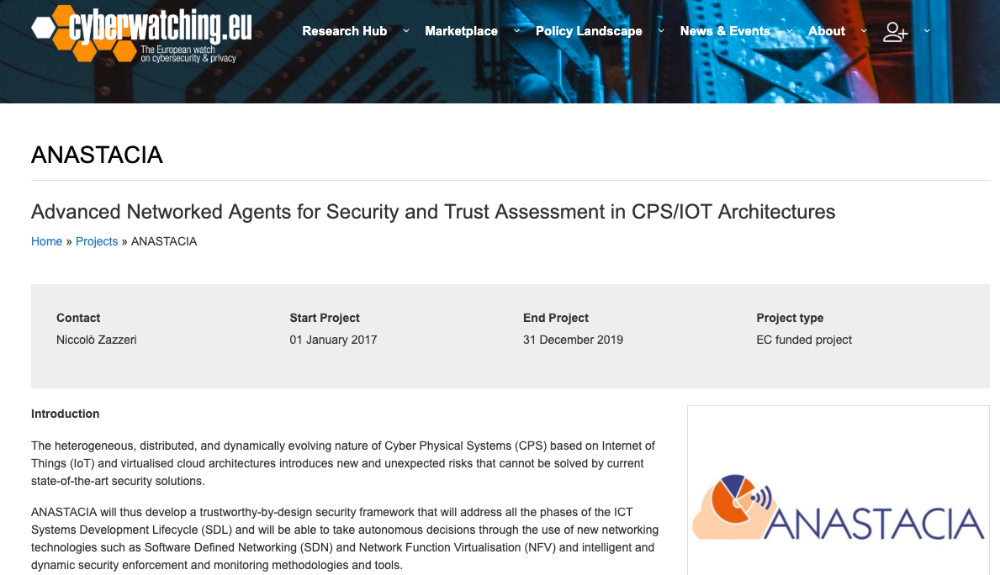 cyberwatching.eu
The European watch
on cybersecurity & privacy
Research Hub Marketplace Policy Landscape News & Events About
ANASTACIA
Advanced Networked Agents for Security and Trust Assessment in CPS/IOT Architectures
Home » Projects » ANASTACIA
Contact Start Project End Project Project type
Niccolò Zazzeri 01 January 2017 31 December 2019 EC funded project
Introduction
The heterogeneous, distributed, and dynamically evolving nature of Cyber Physical Systems (CPS) based on Internet of
Things (IoT) and virtualised cloud architectures introduces new and unexpected risks that cannot be solved by current
state-of-the-art security solutions.
ANASTACIA will thus develop a trustworthy-by-design security framework that will address all the phases of the ICT
Systems Development Lifecycle (SDL) and will be able to take autonomous decisions through the use of new networking
technologies such as Software Defined Networking (SDN) and Network Function Virtualisation (NFV) and intelligent and
dynamic security enforcement and monitoring methodologies and tools.
ANASTACIA